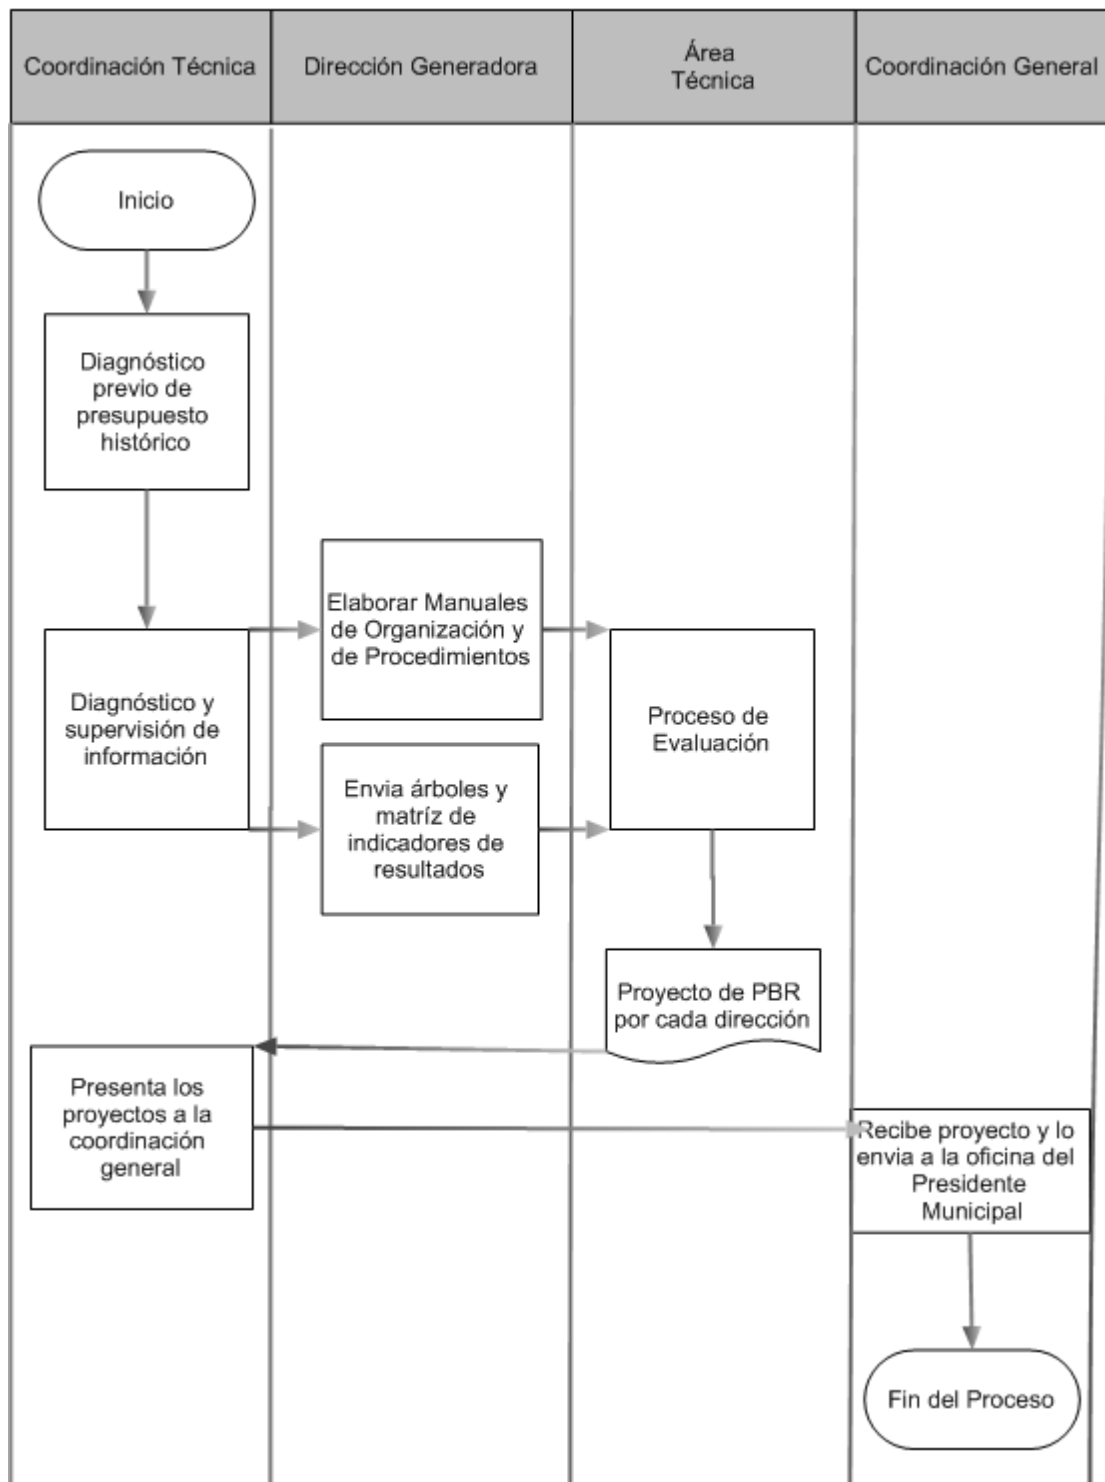 Coordinación Técnica
Dirección Generadora
Área
Técnica
Coordinación General
Inicio
Diagnóstico
previo de
presupuesto
histórico
Elaborar Manuales
de Organización y
de Procedimientos
Diagnóstico y
supervisión de
información
Proceso de
Evaluación
Envia árboles y
matríz de
indicadores de
resultados
Proyecto de PBR
por cada dirección
Presenta los
proyectos a la
coordinación
general
Recibe proyecto y lo
envia a la oficina del
Presidente
Municipal
Fin del Proceso